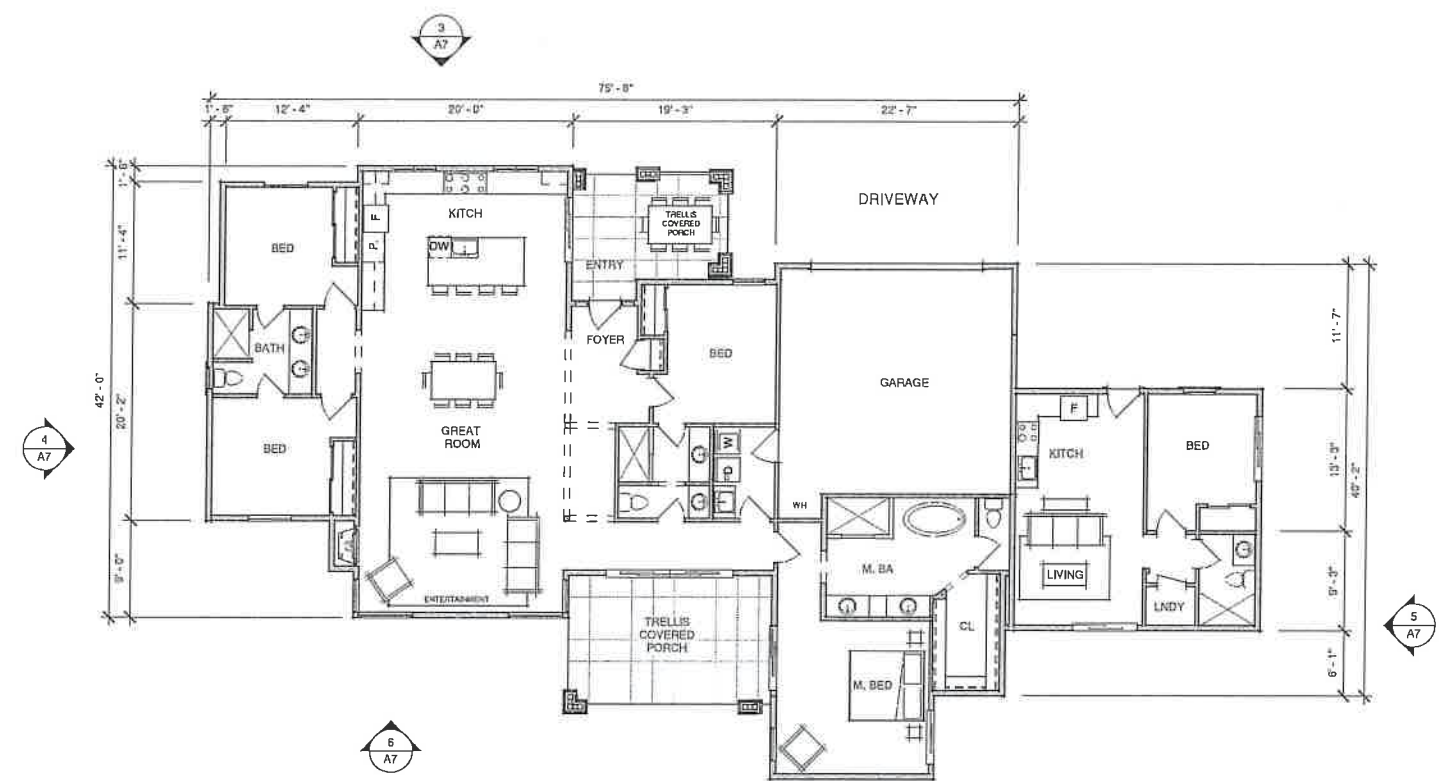 3
A7
75'-8"
1'-6" 12'-4" 20'-0" 19'-3" 22'-7"
1'-6"
11'-4"
20'-2"
9'-0"
42'-0"
DRIVEWAY
KITCH
TRELLIS
COVERED
PORCH
F
P.
DW
BED
ENTRY
FOYER
BATH
BED
GARAGE
11'-7"
F
4
A7
BED
GREAT
ROOM
KITCH
BED
W
D
13'-3"
40'-2"
WH
M. BA
LIVING
9'-3"
ENTERTAINMENT
LNDY
TRELLIS
COVERED
PORCH
CL
5
A7
6'-1"
M. BED
6
A7